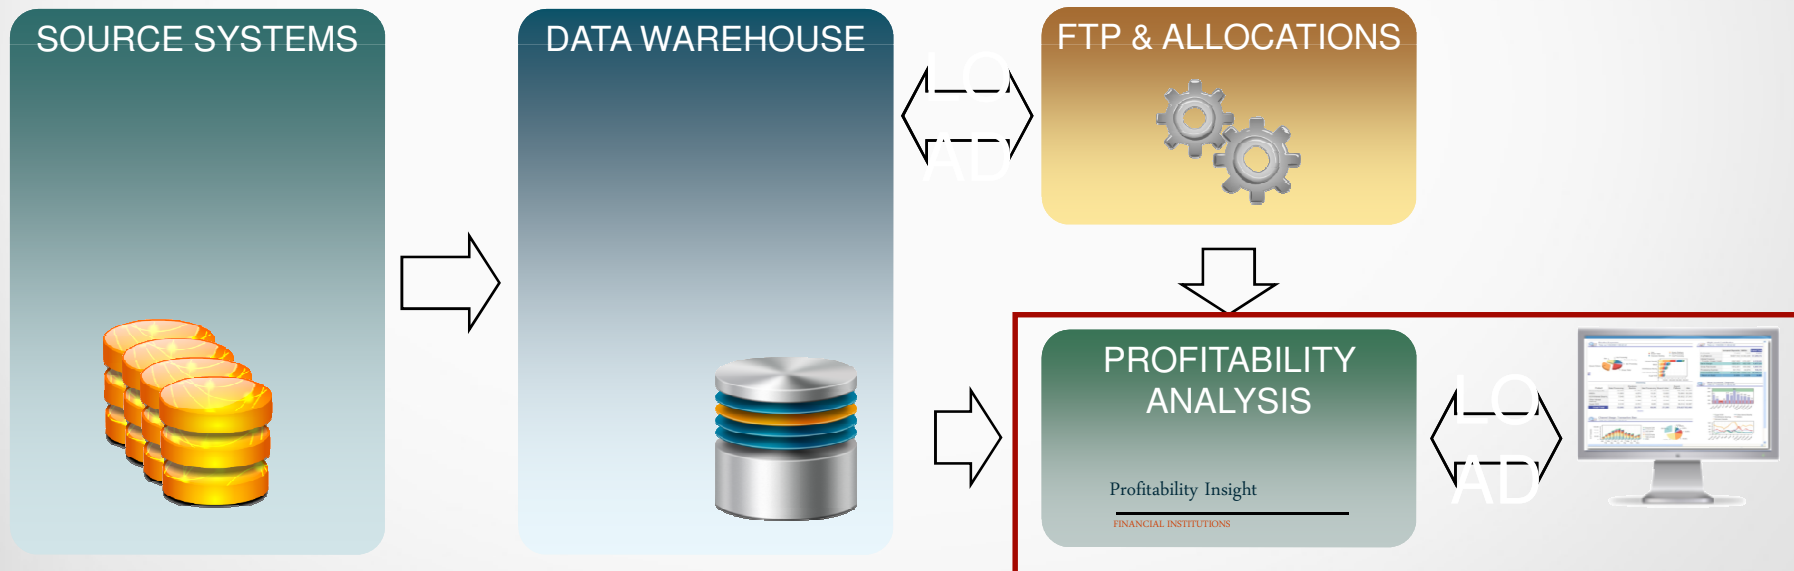 SOURCE SYSTEMS
DATA WAREHOUSE
LO
AD
FTP & ALLOCATIONS
PROFITABILITY
ANALYSIS
Profitability Insight
FINANCIAL INSTITUTIONS
LO
AD